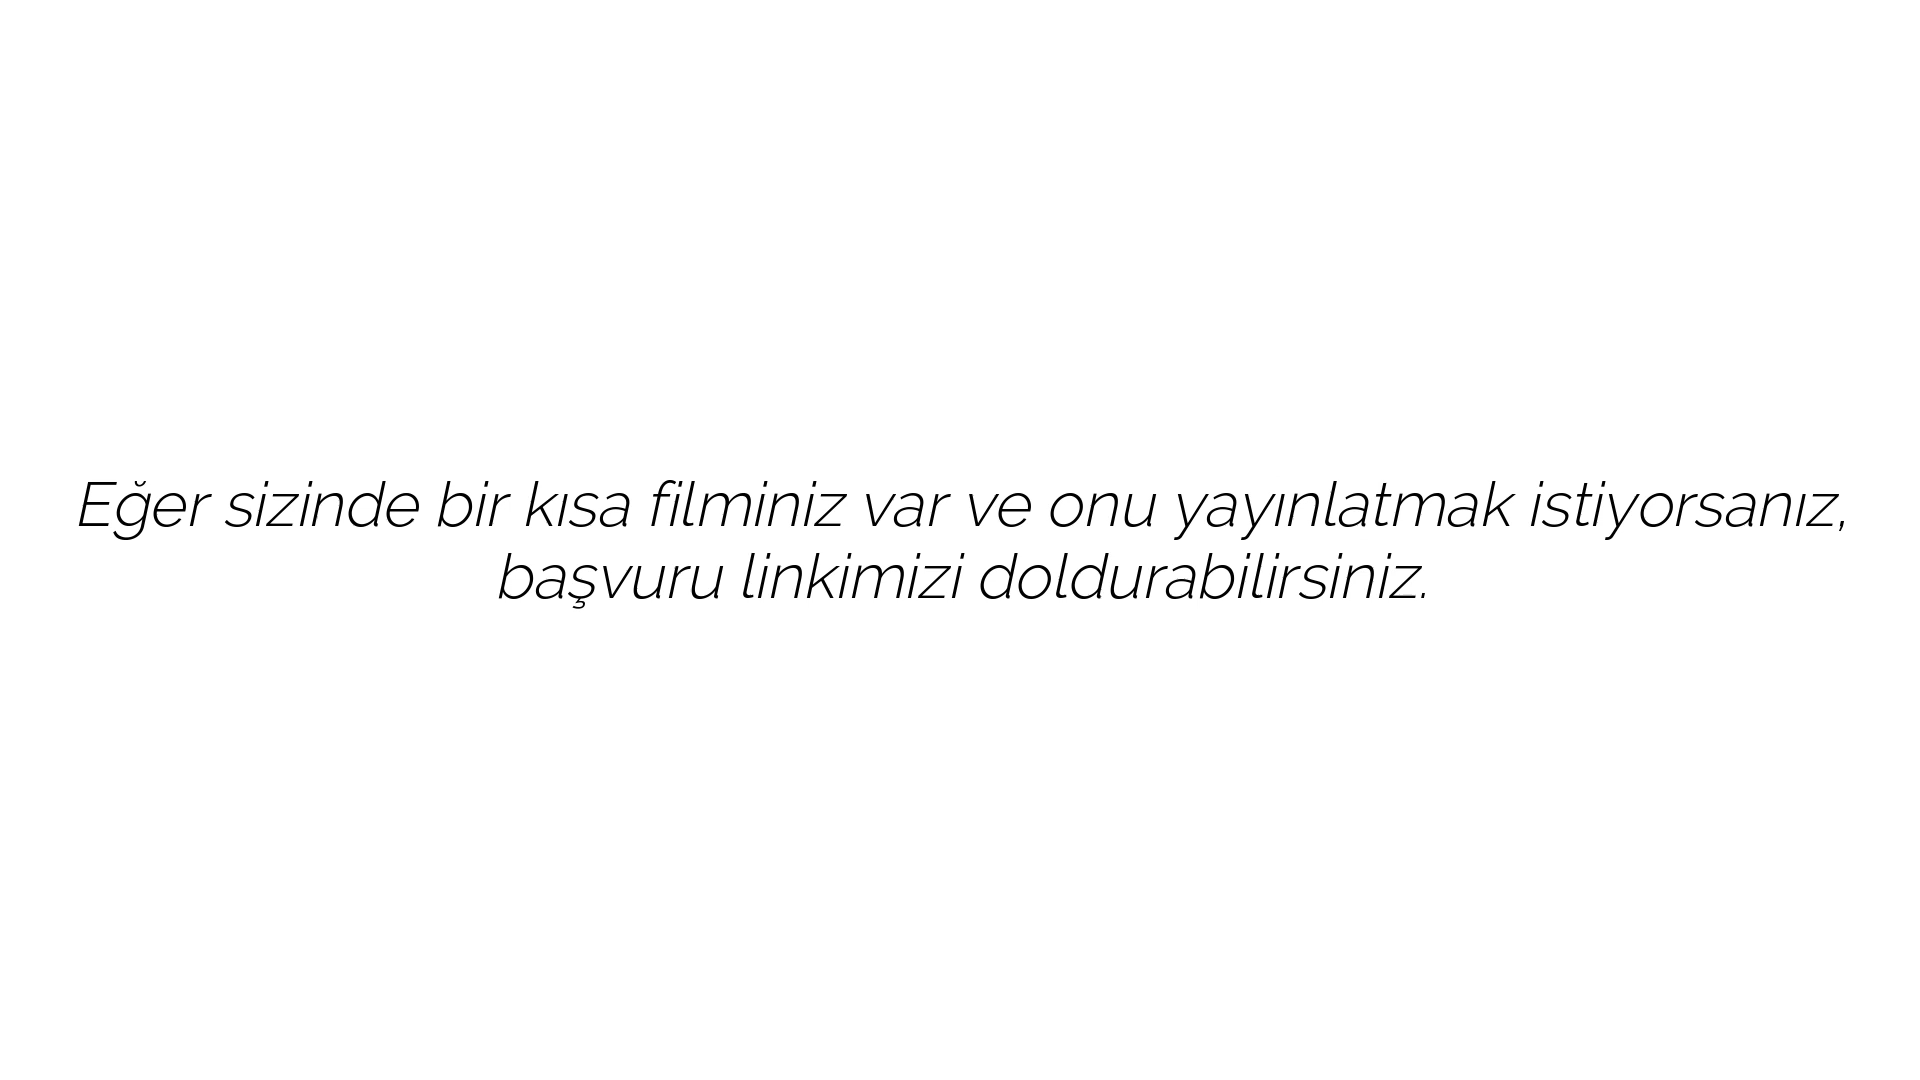 Eğer sizinde bir kısa filminiz var ve onu yayınlatmak istiyorsanız,
başvuru linkimizi doldurabilirsiniz.